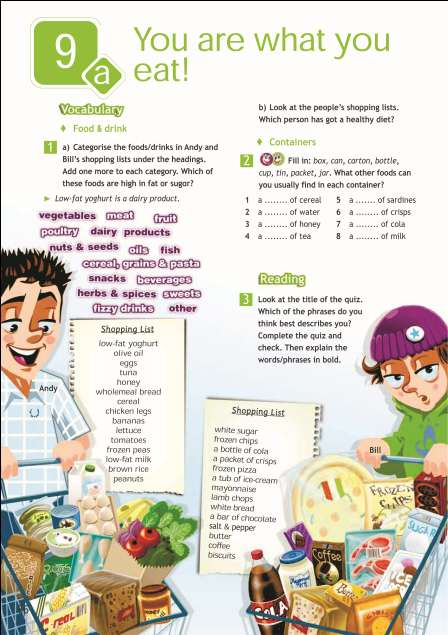 9
a
You are what you
eat!
Vocabulary
♦ Food & drink
1 a) Categorise the foods/drinks in Andy and
Bill's shopping lists under the headings.
Add one more to each category. Which of
these foods are high in fat or sugar?
► Low-fat yoghurt is a dairy product.
vegetables meat fruit
poultry dairy products
nuts & seeds oils fish
cereal, grains & pasta
snacks beverages
herbs & spices sweets
fizzy drinks other
Shopping List
low-fat yoghurt
olive oil
eggs
tuna
honey
wholemeal bread
cereal
chicken legs
bananas
lettuce
tomatoes
frozen peas
low-fat milk
brown rice
peanuts
Andy
b) Look at the people's shopping lists.
Which person has got a healthy diet?
♦ Containers
2 Fill in: box, can, carton, bottle,
cup, tin, packet, jar. What other foods can
you usually find in each container?
1 a ........ of cereal
2 a ........ of water
3 a ........ of honey
4 a ........ of tea
5 a ....... of sardines
6 a ....... of crisps
7 a ....... of cola
8 a ....... of milk
Reading
3 Look at the title of the quiz.
Which of the phrases do you
think best describes you?
Complete the quiz and
check. Then explain the
words/phrases in bold.
Shopping List
white sugar
frozen chips
a bottle of cola
a packet of crisps
frozen pizza
a tub of ice-cream
mayonnaise
lamb chops
white bread
a bar of chocolate
salt & pepper
butter
coffee
biscuits
Bill
FROZEN
CHIPS
SUGAR
Coffee
ICE
COLA